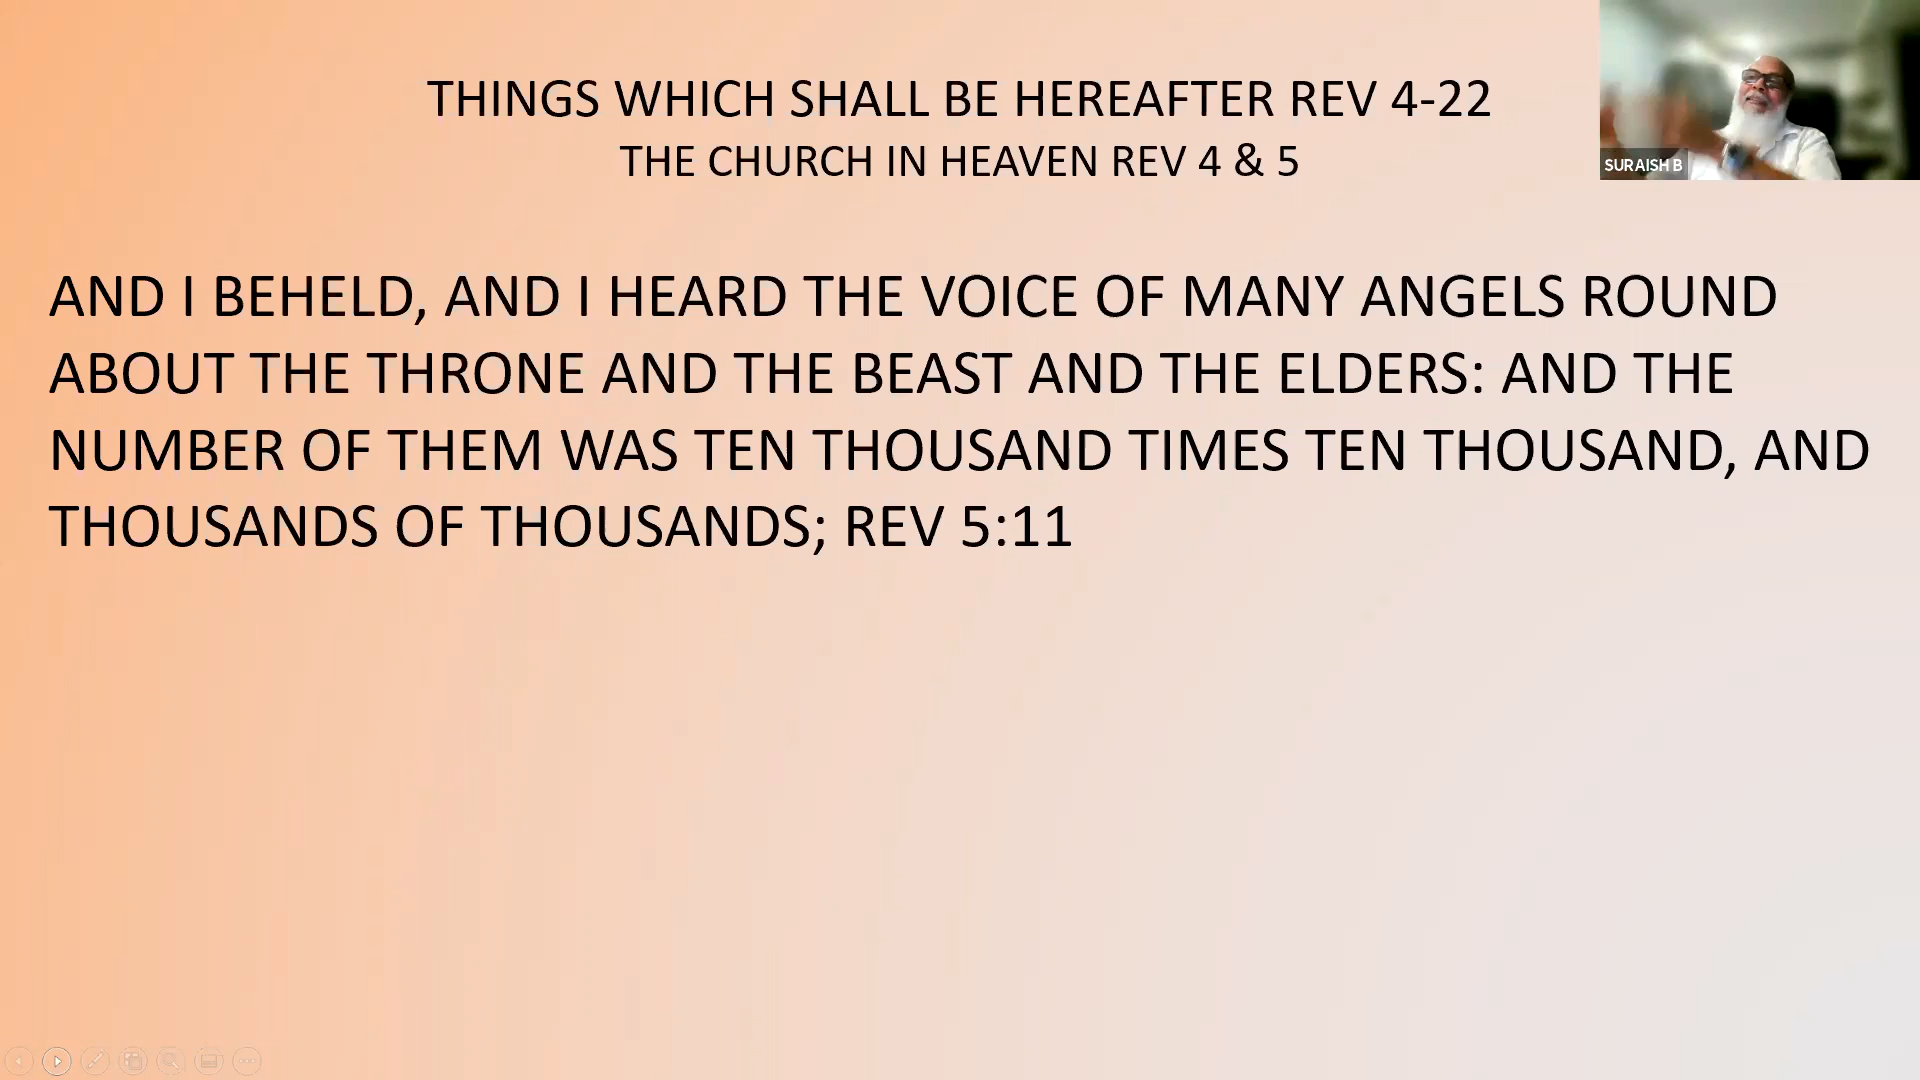 THINGS WHICH SHALL BE HEREAFTER REV 4-22
THE CHURCH IN HEAVEN REV 4 & 5
SURAISH B
AND I BEHELD, AND I HEARD THE VOICE OF MANY ANGELS ROUND
ABOUT THE THRONE AND THE BEAST AND THE ELDERS: AND THE
NUMBER OF THEM WAS TEN THOUSAND TIMES TEN THOUSAND, AND
THOUSANDS OF THOUSANDS; REV 5:11